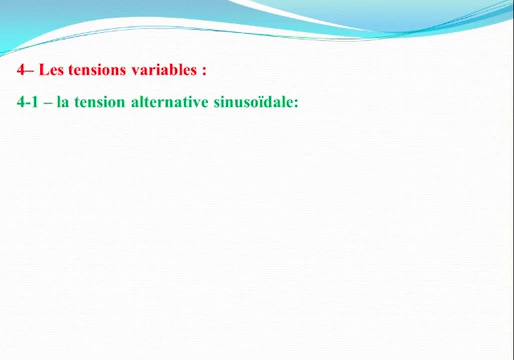 4– Les tensions variables :
4-1 – la tension alternative sinusoïdale: